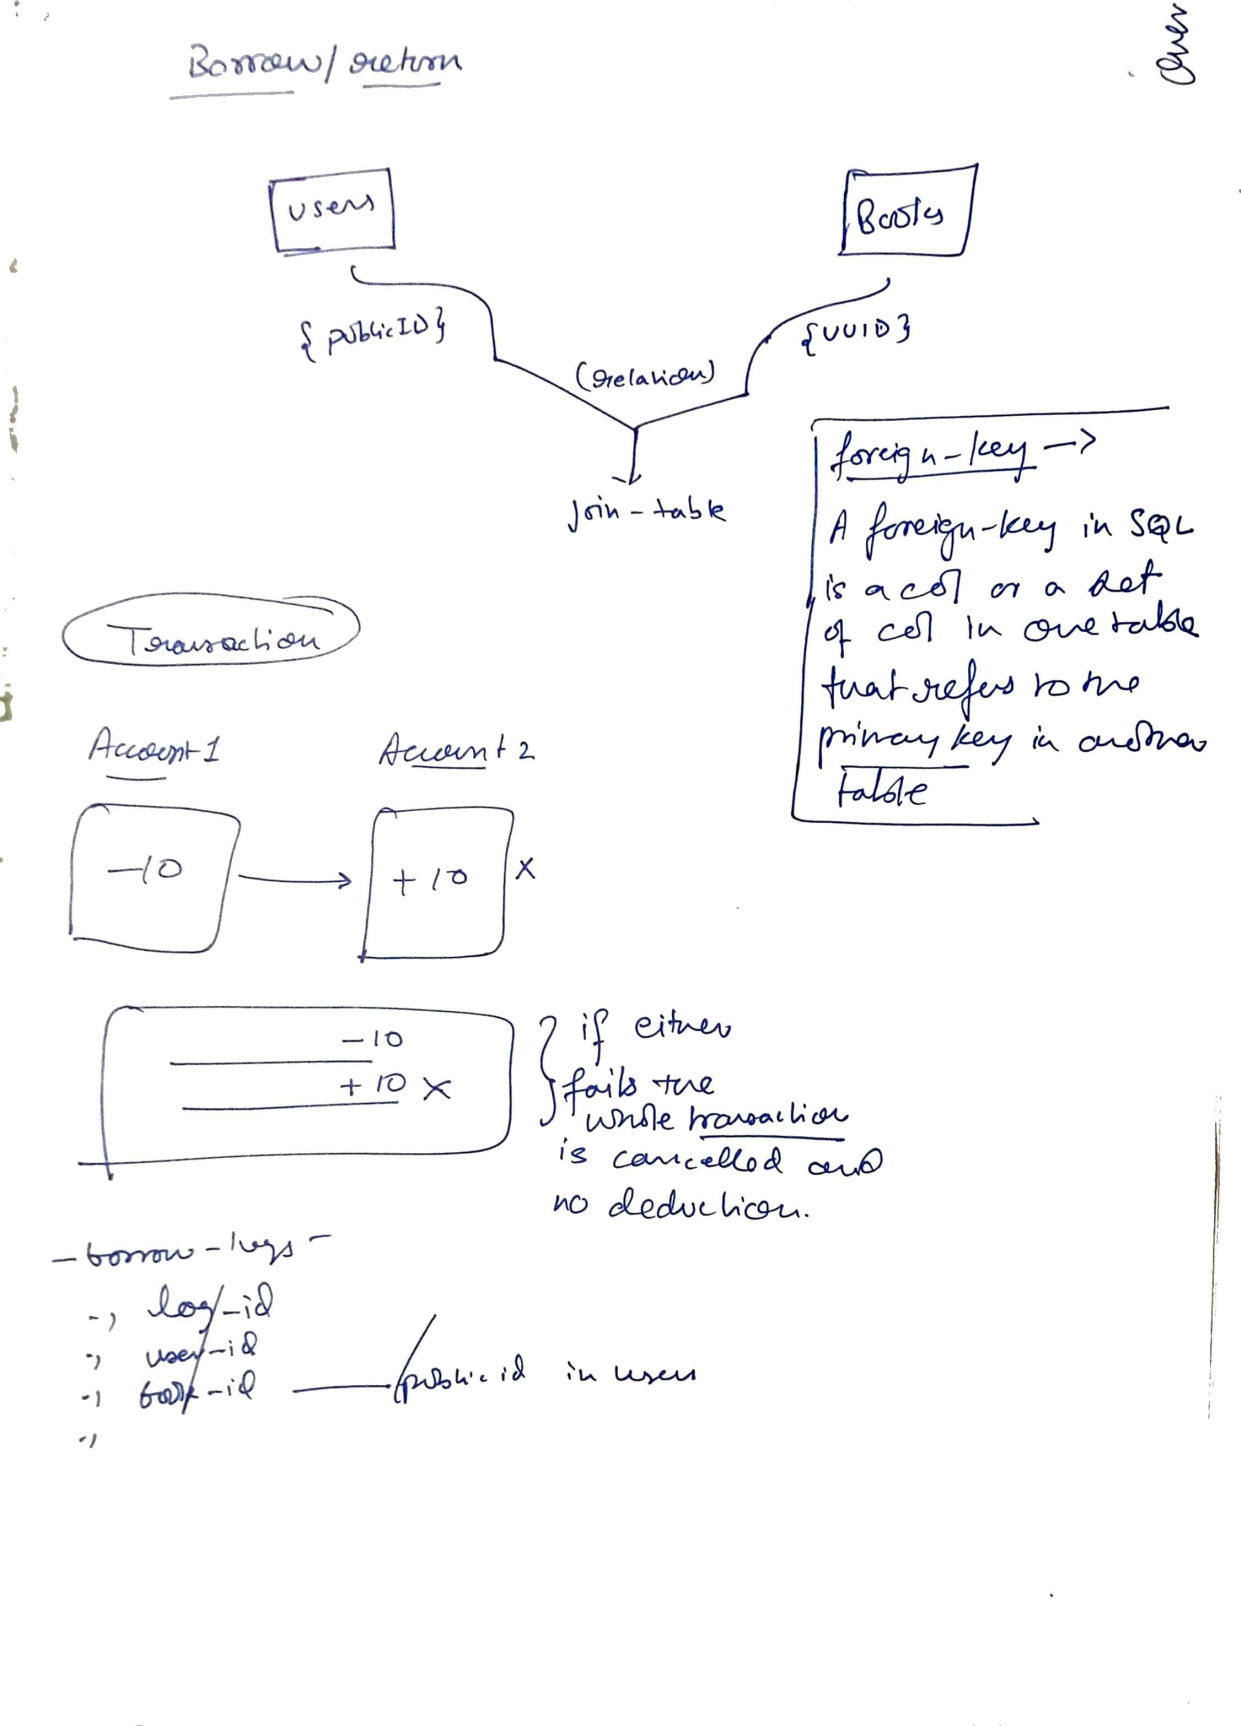 Over
Borrow/return
users
Books
{publicID}
{UUID}
(relation)
Join-table
foreign-key ->
A foreign-key in SQL
is a col or a set
of col in one table
that refers to the
primary key in another
table
Transaction
Account 1
Account 2
-10
+10
x
-10
+10 x
if either
fails the
whole transaction
is cancelled and
no deduction.
- borrow-logs -
log-id
user-id
book-id
public id in users